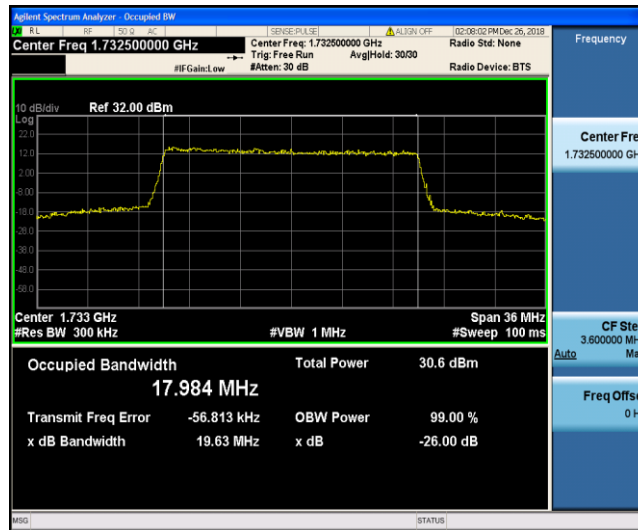 Agilent Spectrum Analyzer - Occupied BW
RL RF 50 Ω AC SENSE:PULSE ALIGN OFF 02:08:02 PM Dec 26, 2018
Center Freq 1.732500000 GHz
Center Freq: 1.732500000 GHz
Radio Std: None
Trig: Free Run Avg|Hold: 30/30
#IFGain:Low #Atten: 30 dB Radio Device: BTS
10 dB/div Ref 32.00 dBm
Log
22.0
12.0
2.00
-8.00
-18.0
-28.0
-38.0
-48.0
-58.0
Center 1.733 GHz Span 36 MHz
#Res BW 300 kHz #VBW 1 MHz #Sweep 100 ms
Occupied Bandwidth Total Power 30.6 dBm
17.984 MHz
Transmit Freq Error -56.813 kHz OBW Power 99.00 %
x dB Bandwidth 19.63 MHz x dB -26.00 dB
MSG STATUS
Frequency
Center Fre
1.732500000 GH
CF Ste
3.600000 MH
Auto Ma
Freq Offs
0 H